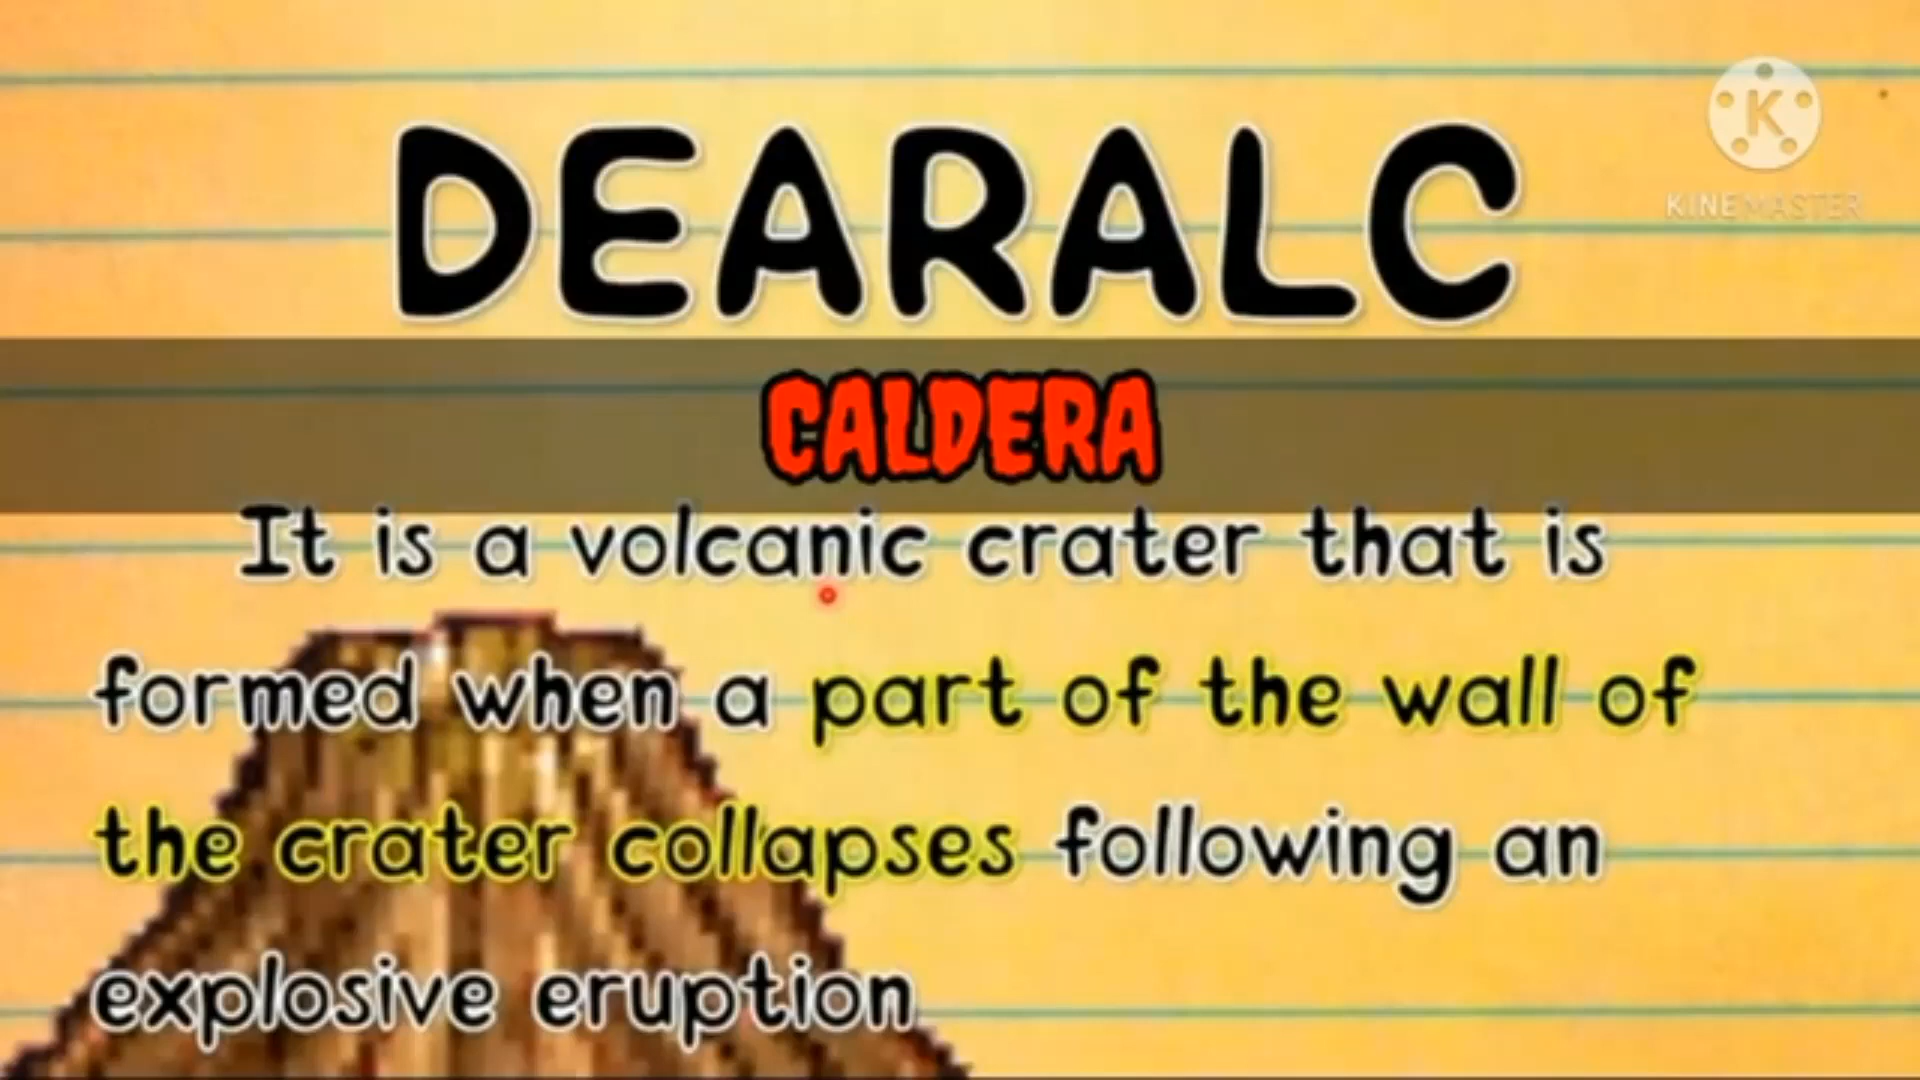 DEARALC
K
KINEMASTER
CALDERA
It is a volcanic crater that is
formed when a part of the wall of
the crater collapses following an
explosive eruption